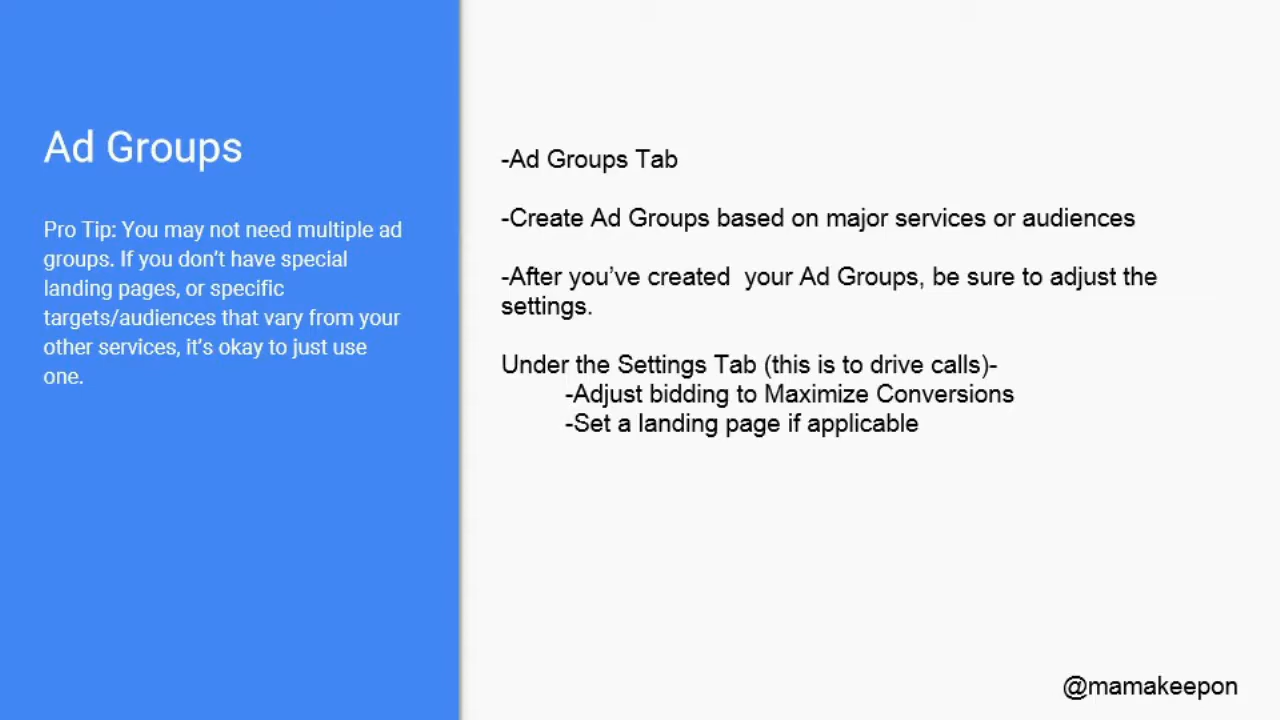 Ad Groups
Pro Tip: You may not need multiple ad
groups. If you don’t have special
landing pages, or specific
targets/audiences that vary from your
other services, it’s okay to just use
one.
-Ad Groups Tab
-Create Ad Groups based on major services or audiences
-After you’ve created  your Ad Groups, be sure to adjust the
settings.
Under the Settings Tab (this is to drive calls)-
-Adjust bidding to Maximize Conversions
-Set a landing page if applicable
@mamakeepon